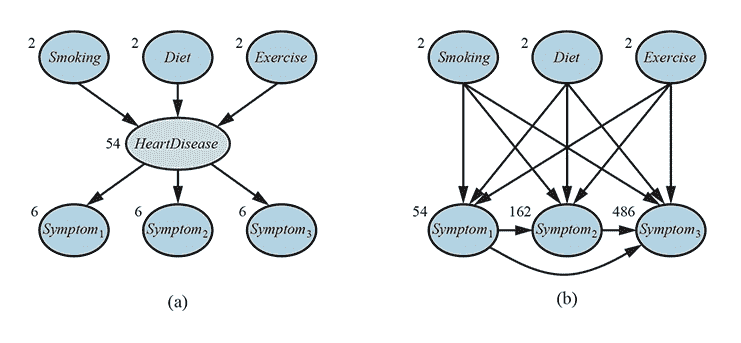 2 Smoking 2 Diet 2 Exercise
54 HeartDisease
6 Symptom₁ 6 Symptom₂ 6 Symptom₃
(a)
2 Smoking 2 Diet 2 Exercise
54 Symptom₁ 162 Symptom₂ 486 Symptom₃
(b)